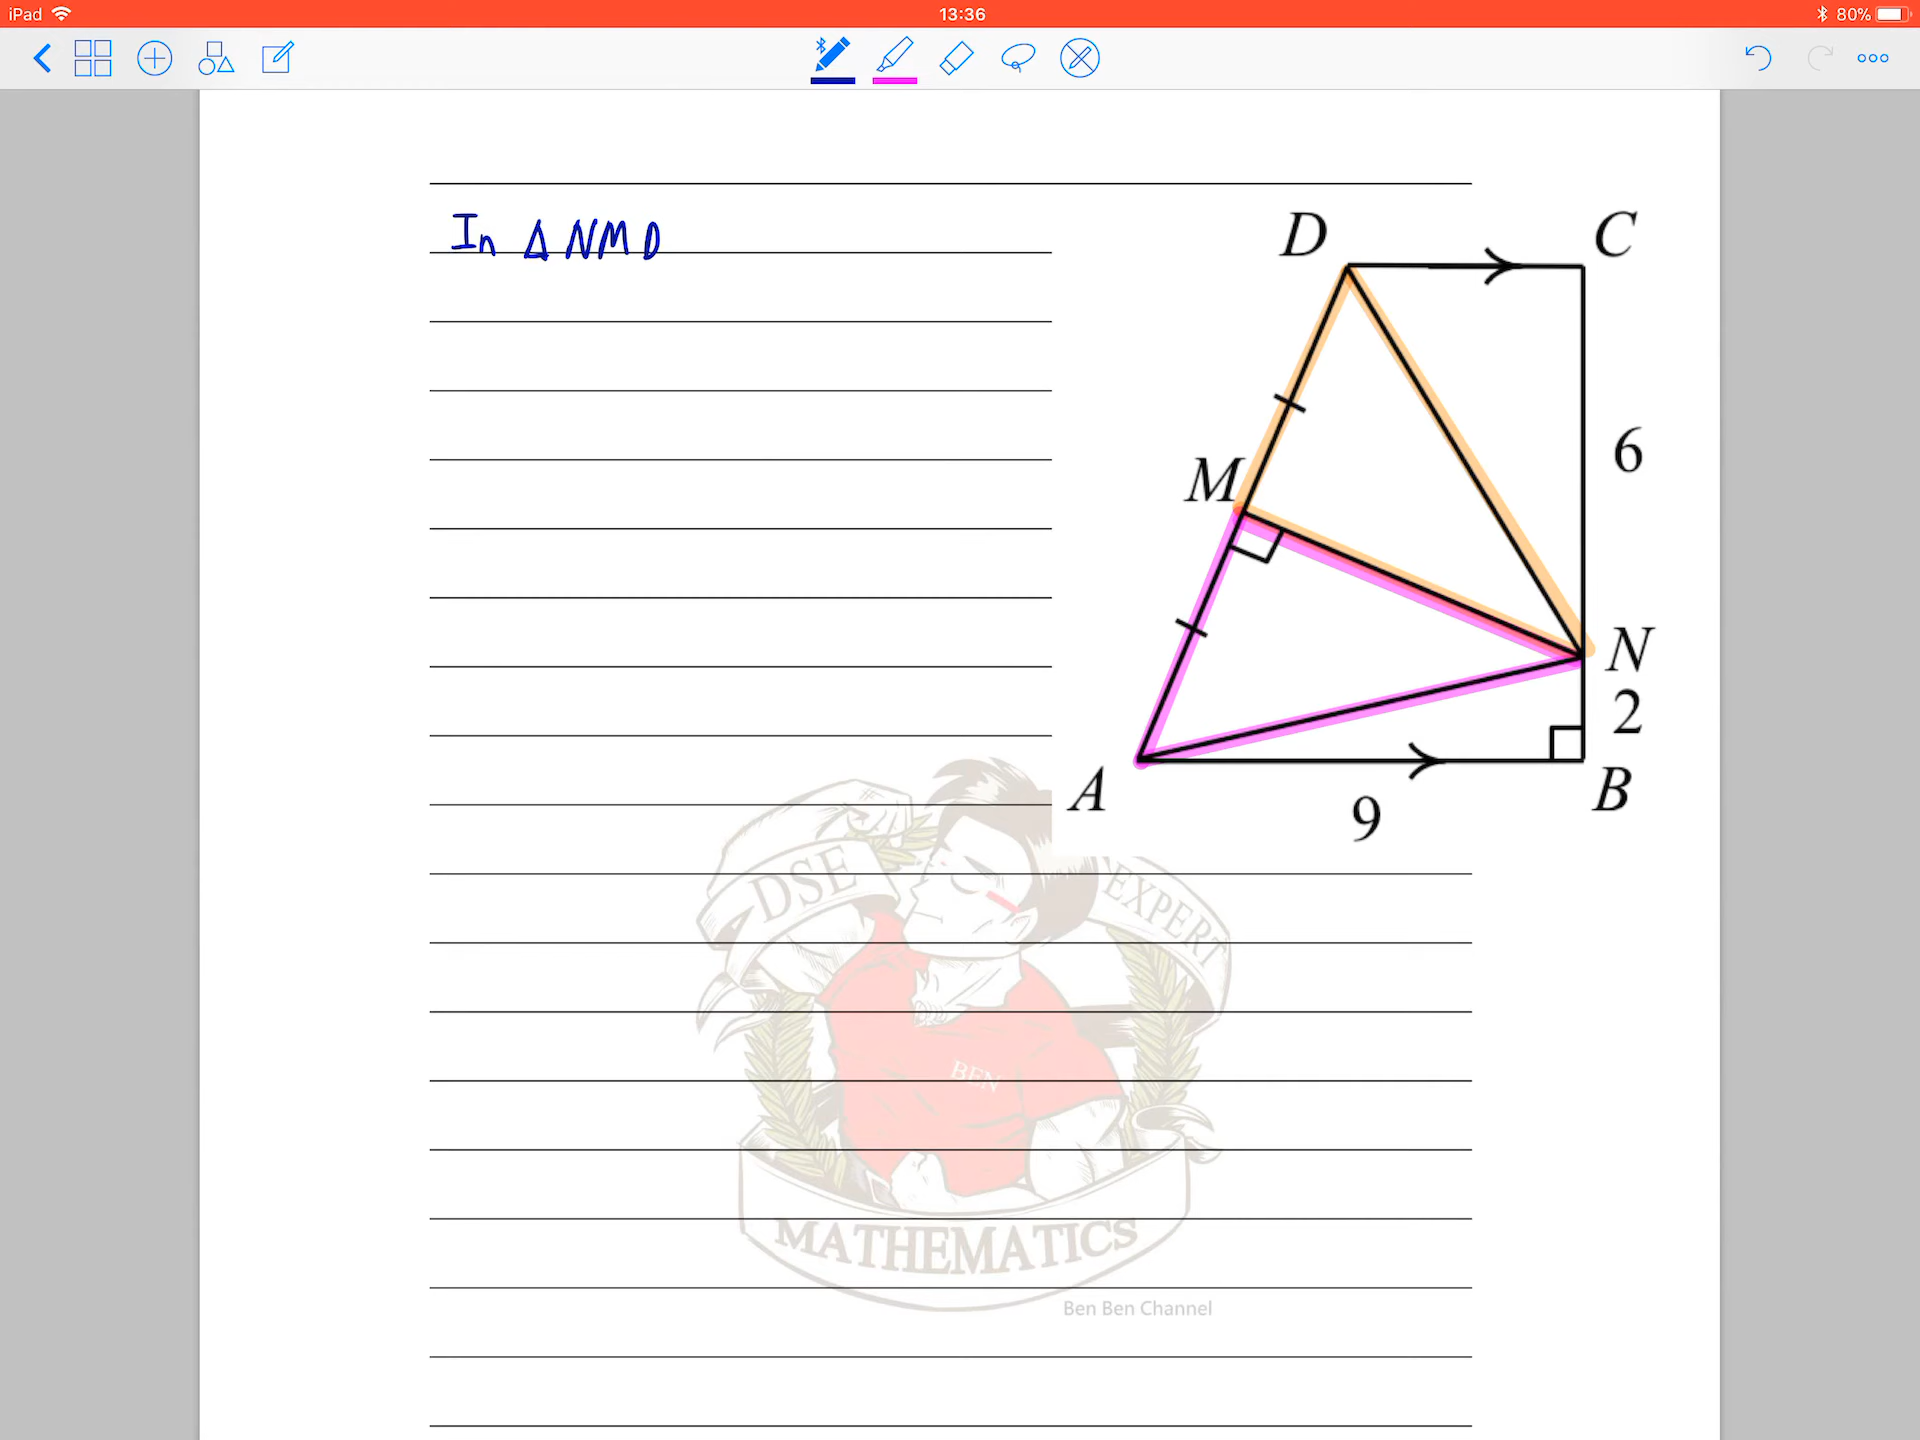 iPad 13:36 80%
In Δ NMD
D C
6
M
N
2
A B
9
DSE EXPERT
BEN
MATHEMATICS
Ben Ben Channel